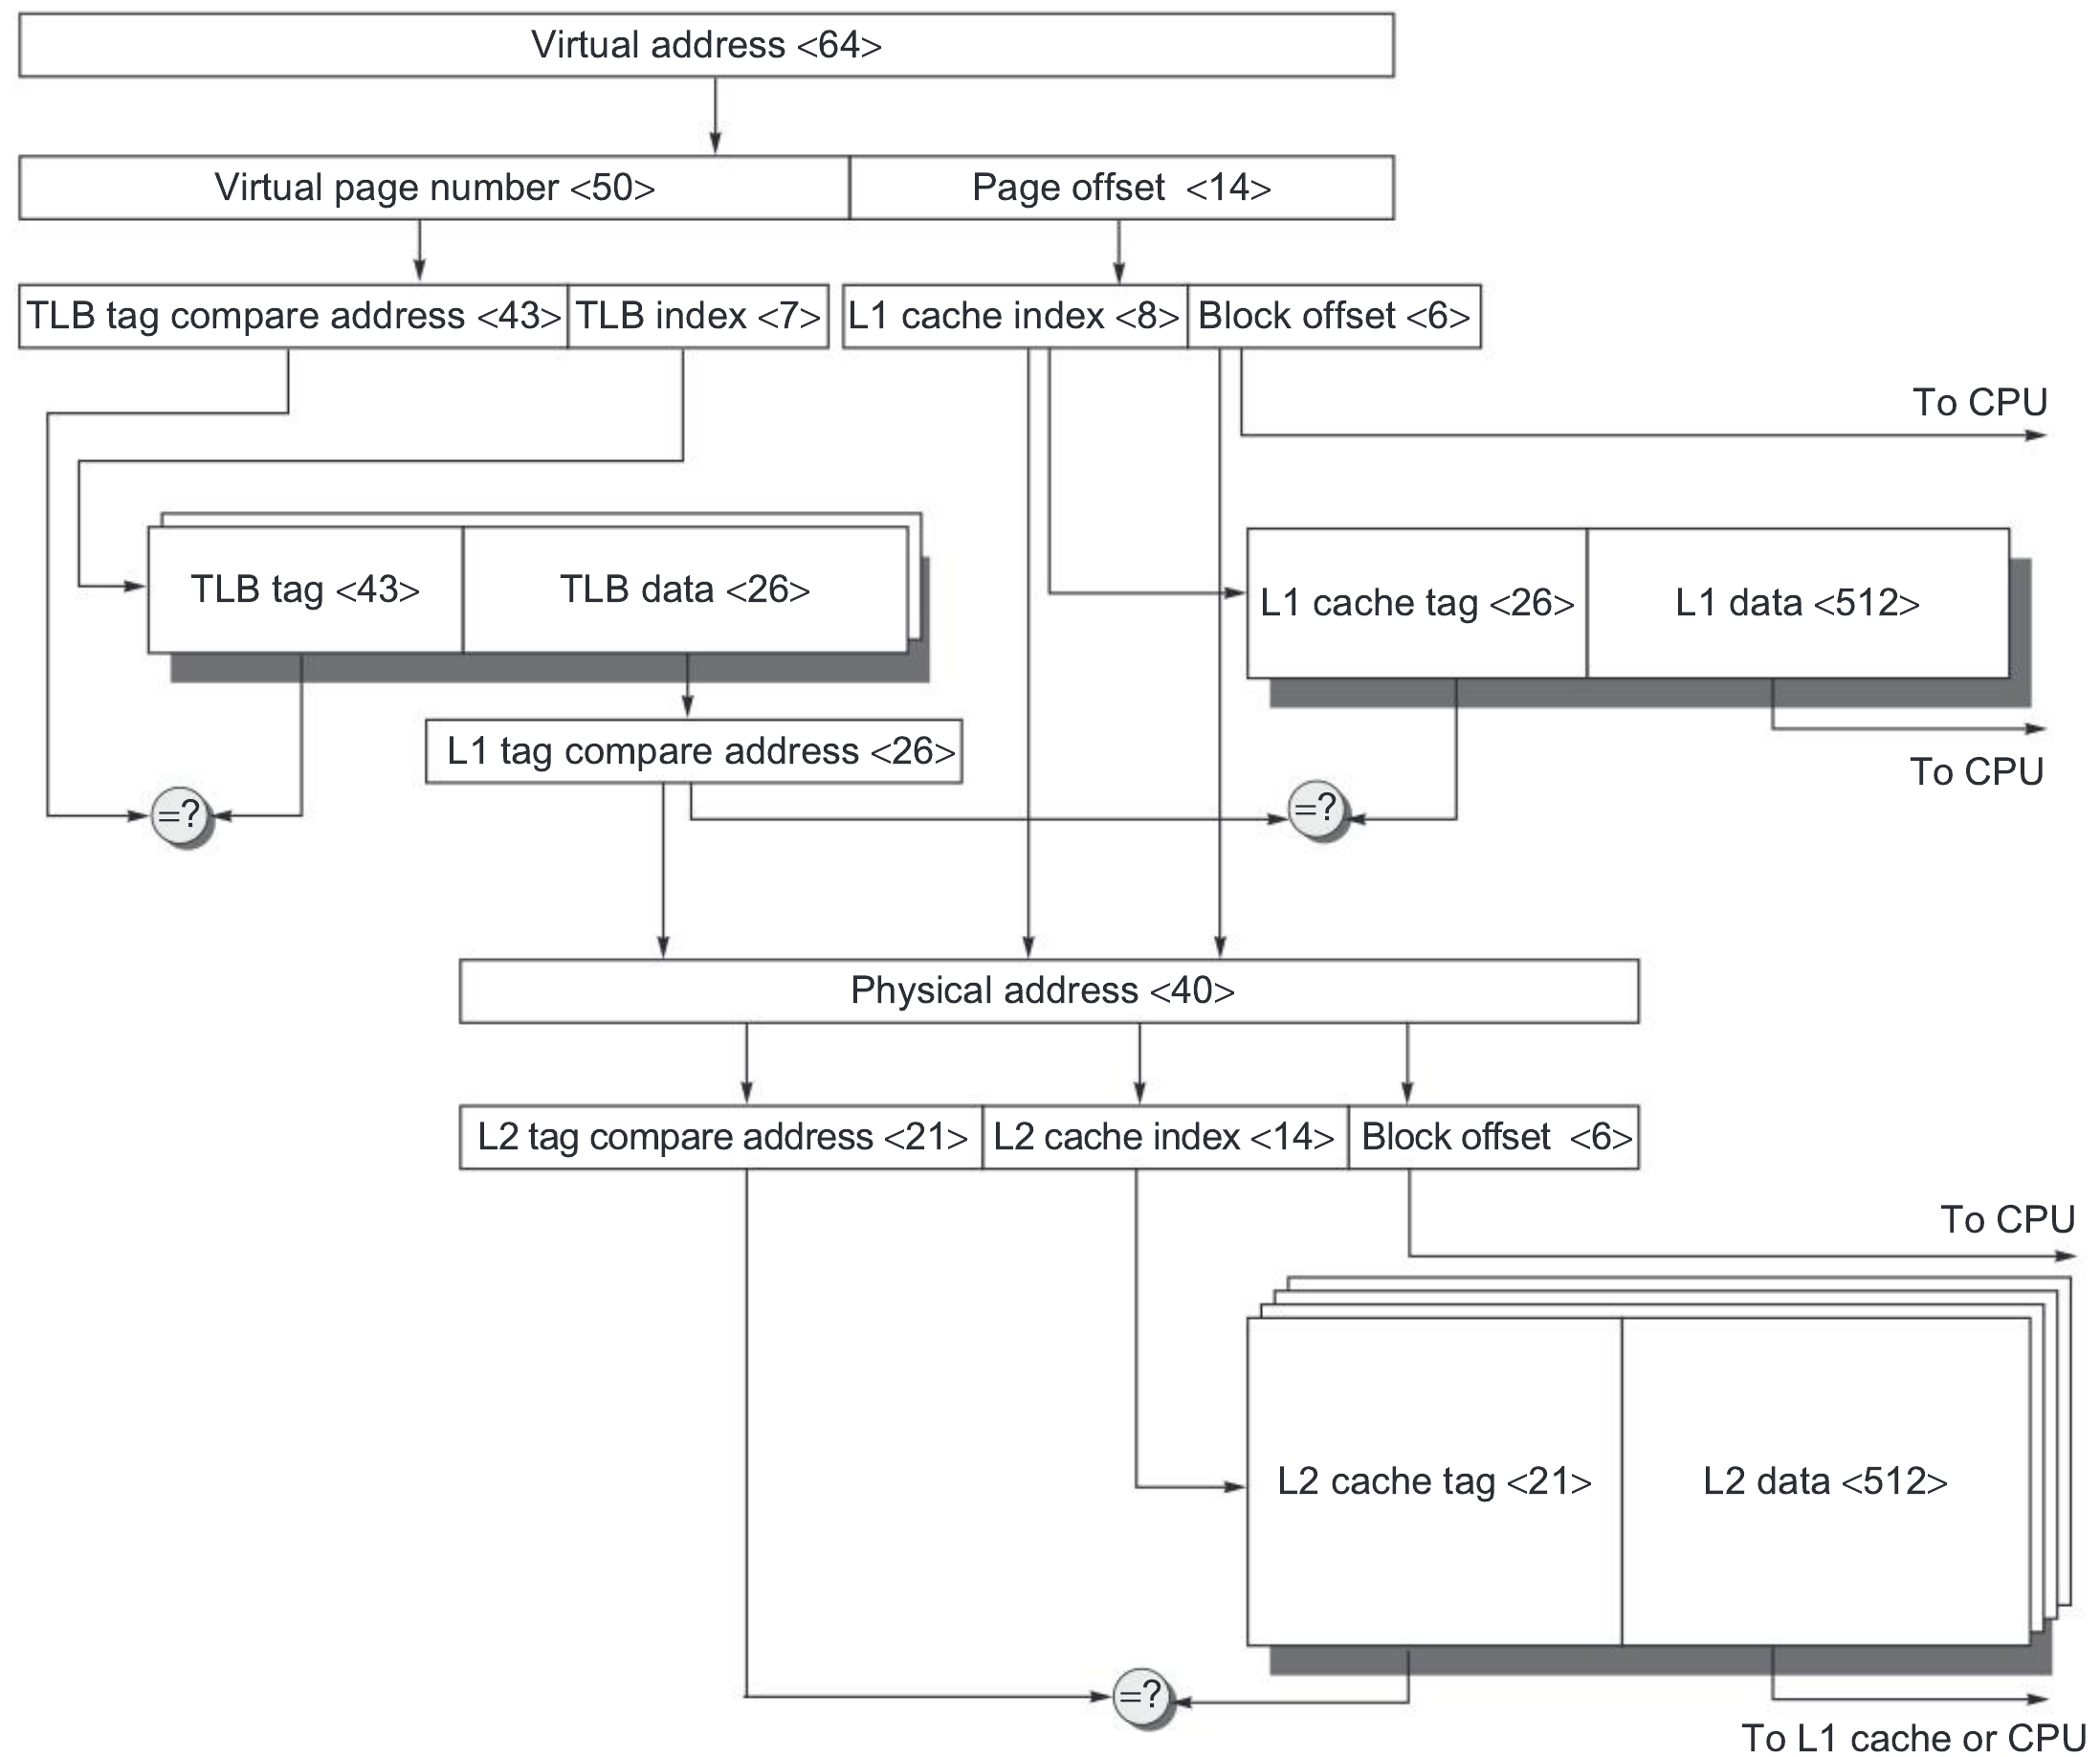 Virtual address <64>
Virtual page number <50>
Page offset <14>
TLB tag compare address <43>
TLB index <7>
L1 cache index <8>
Block offset <6>
To CPU
TLB tag <43>
TLB data <26>
L1 cache tag <26>
L1 data <512>
L1 tag compare address <26>
To CPU
=?
=?
Physical address <40>
L2 tag compare address <21>
L2 cache index <14>
Block offset <6>
To CPU
L2 cache tag <21>
L2 data <512>
=?
To L1 cache or CPU